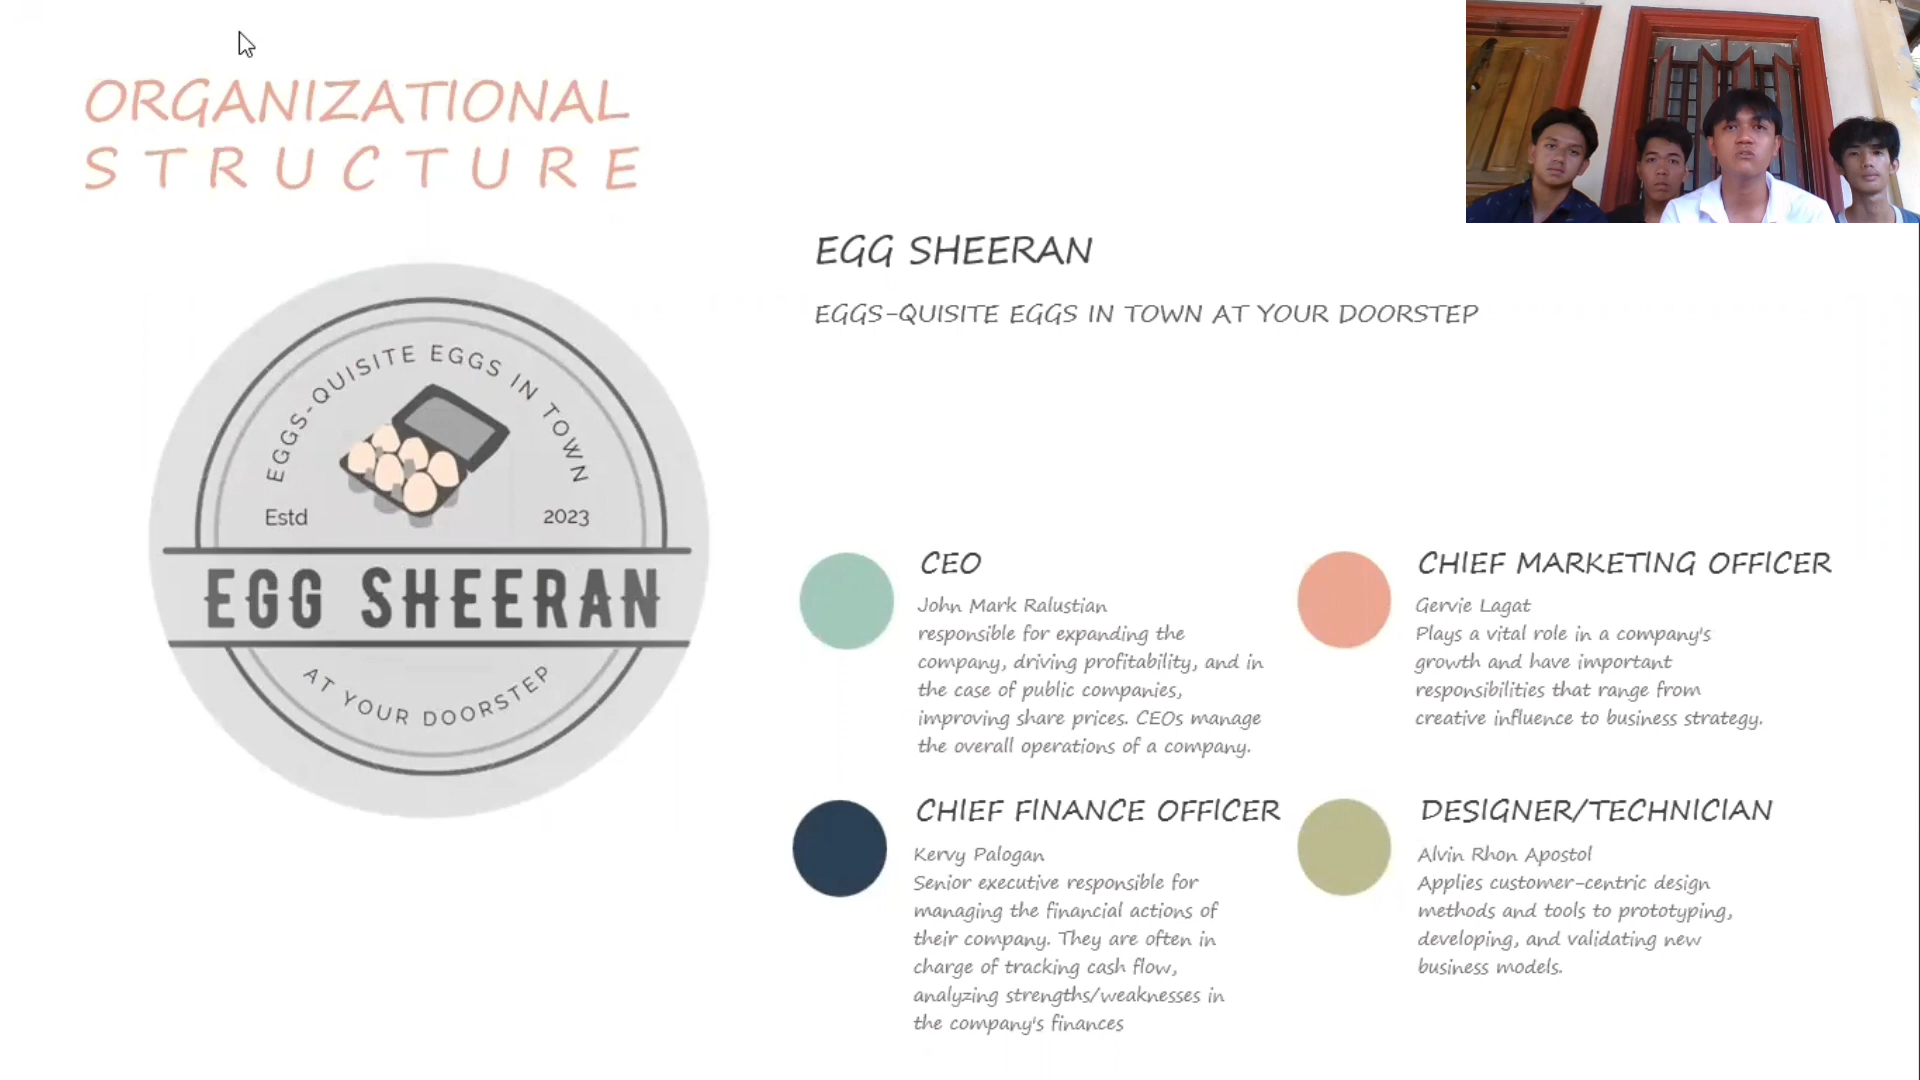 ORGANIZATIONAL
STRUCTURE
EGGS-QUISITE EGGS IN TOWN
Estd 2023
EGG SHEERAN
AT YOUR DOORSTEP
EGG SHEERAN
EGGS-QUISITE EGGS IN TOWN AT YOUR DOORSTEP
CEO
John Mark Ralustian
responsible for expanding the
company, driving profitability, and in
the case of public companies,
improving share prices. CEOs manage
the overall operations of a company.
CHIEF MARKETING OFFICER
Gervie Lagat
Plays a vital role in a company's
growth and have important
responsibilities that range from
creative influence to business strategy.
CHIEF FINANCE OFFICER
Kervy Palogan
Senior executive responsible for
managing the financial actions of
their company. They are often in
charge of tracking cash flow,
analyzing strengths/weaknesses in
the company's finances
DESIGNER/TECHNICIAN
Alvin Rhon Apostol
Applies customer-centric design
methods and tools to prototyping,
developing, and validating new
business models.